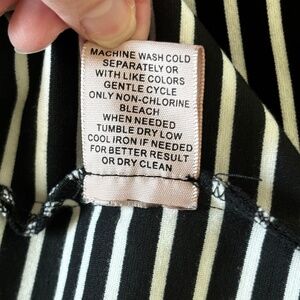 MACHINE WASH COLD
SEPARATELY OR
WITH LIKE COLORS
GENTLE CYCLE
ONLY NON-CHLORINE
BLEACH
WHEN NEEDED
TUMBLE DRY LOW
COOL IRON IF NEEDED
FOR BETTER RESULT
OR DRY CLEAN